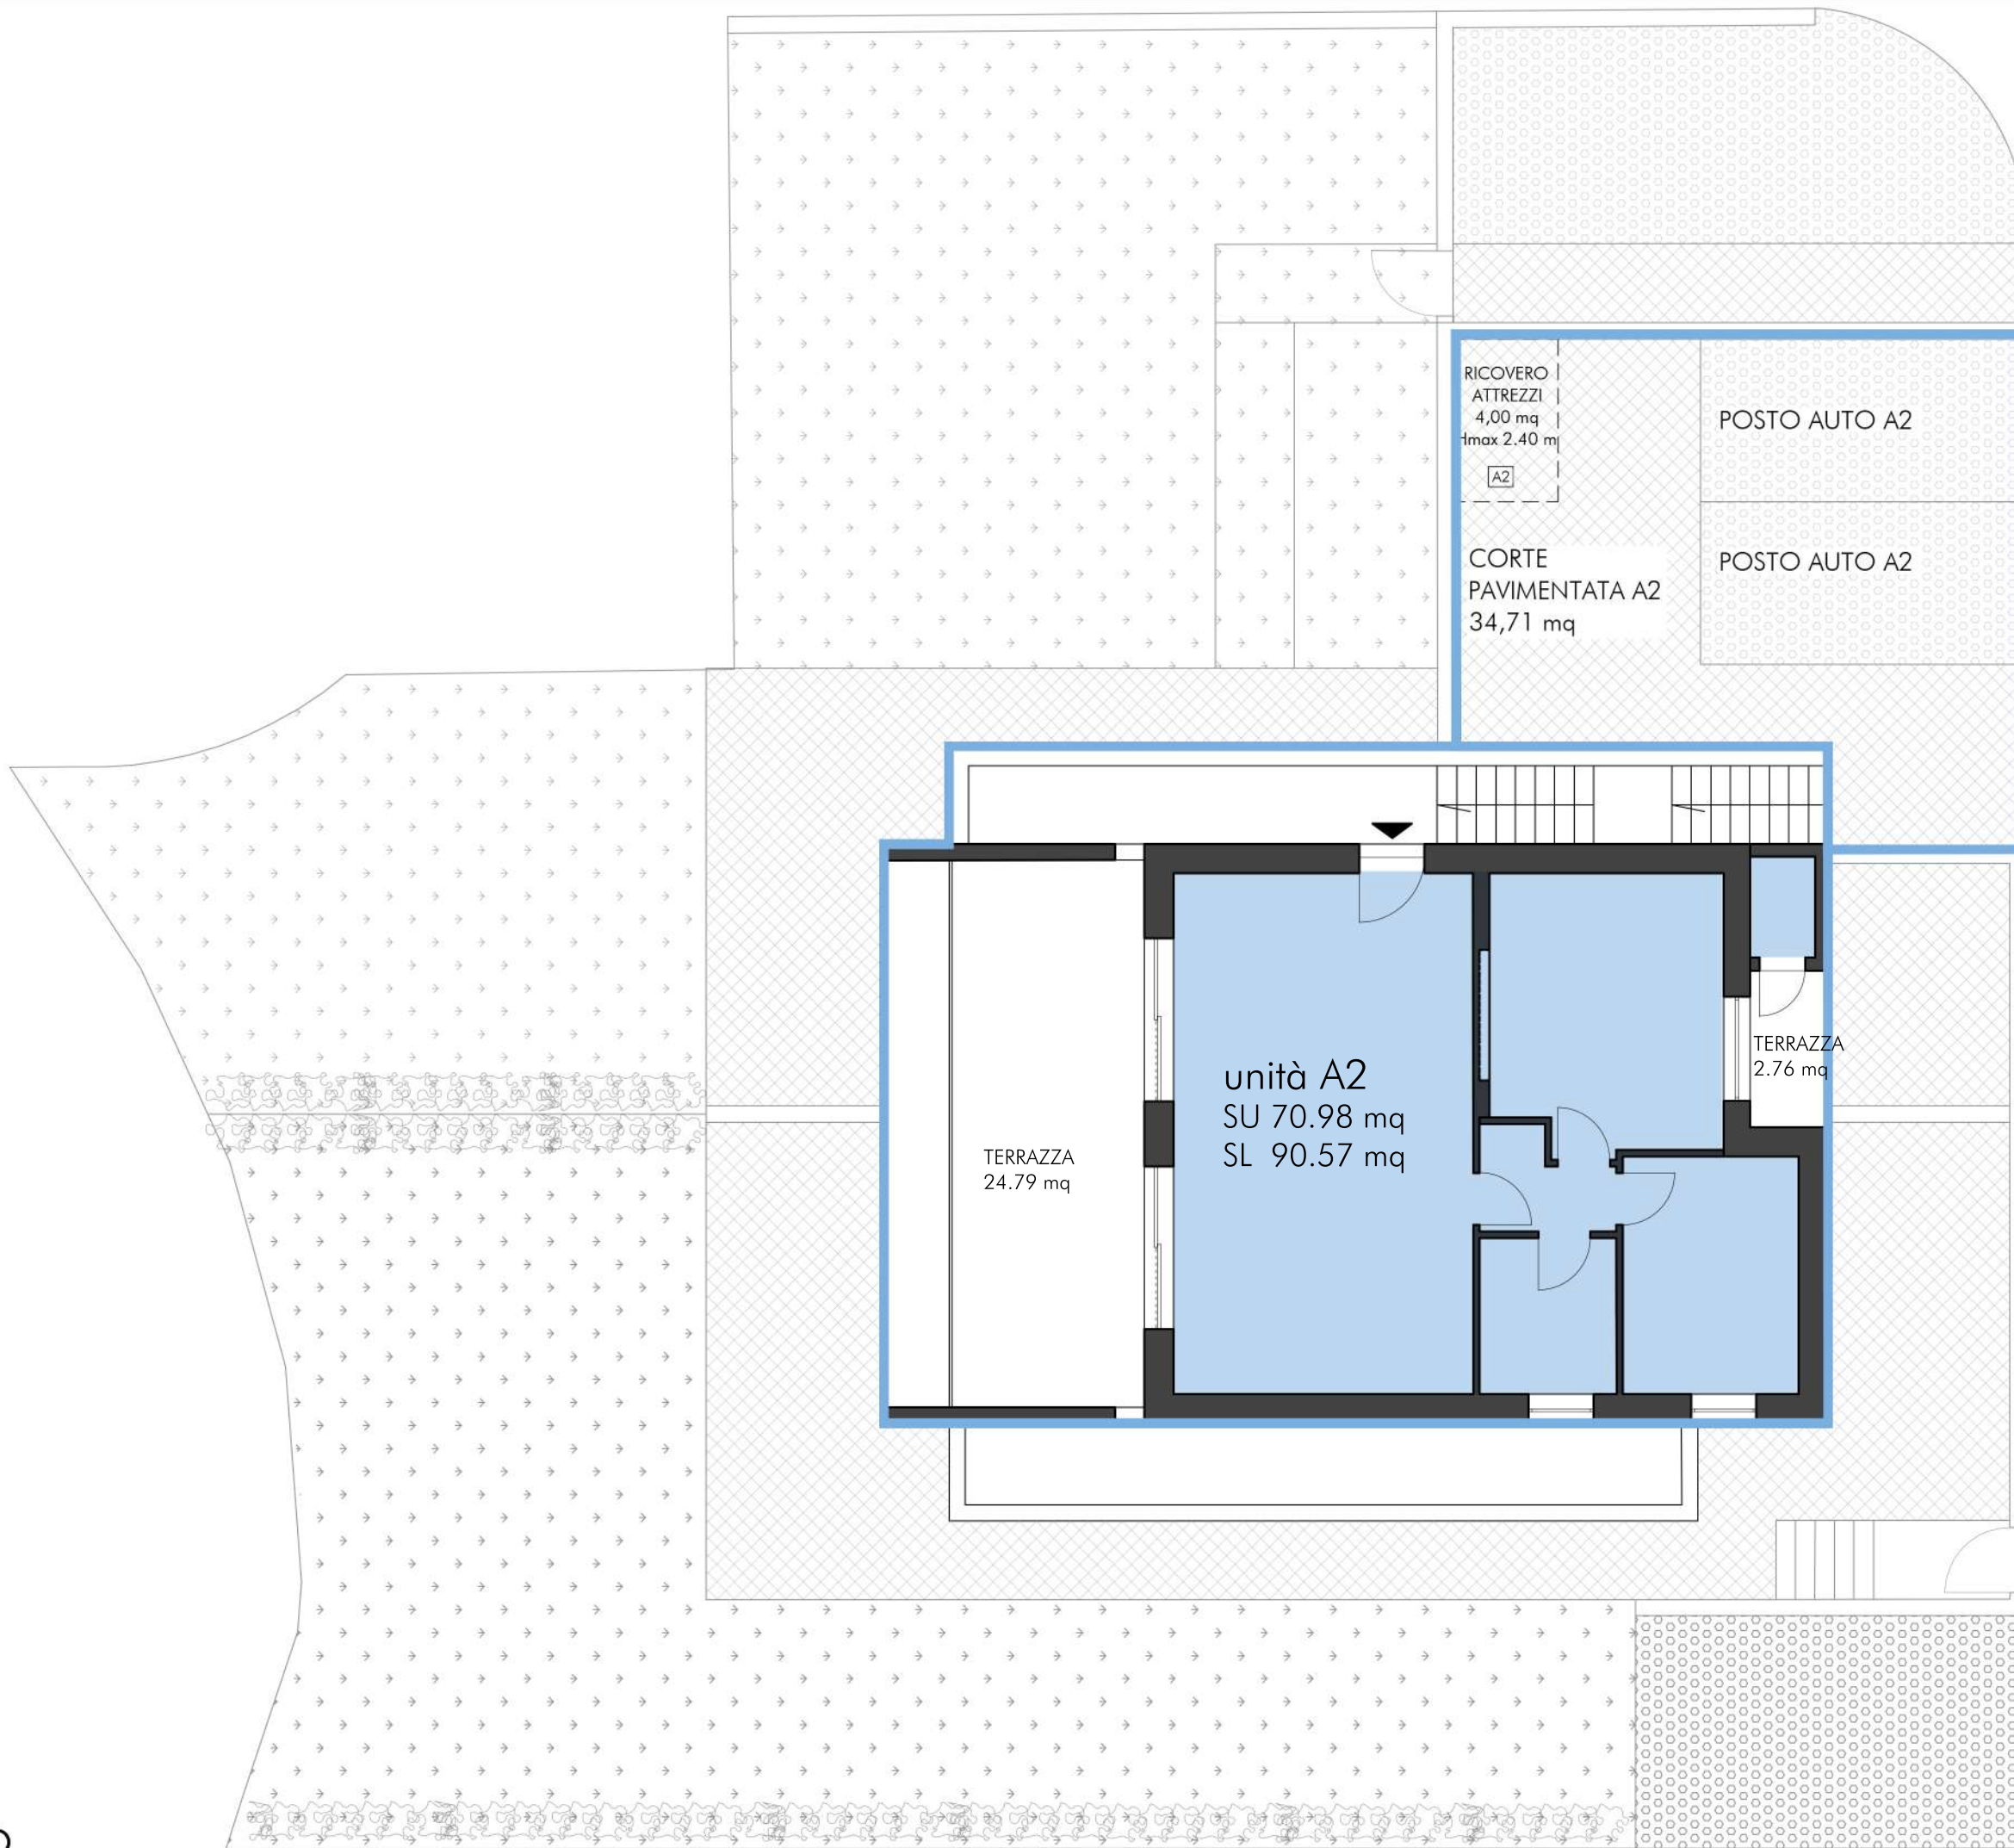 RICOVERO
ATTREZZI
4,00 mq
Hmax 2.40 m
A2
POSTO AUTO A2
POSTO AUTO A2
CORTE
PAVIMENTATA A2
34,71 mq
unità A2
SU 70.98 mq
SL 90.57 mq
TERRAZZA
2.76 mq
TERRAZZA
24.79 mq